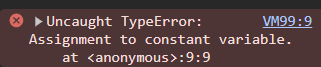 Uncaught TypeError: VM99:9
Assignment to constant variable.
at <anonymous>:9:9